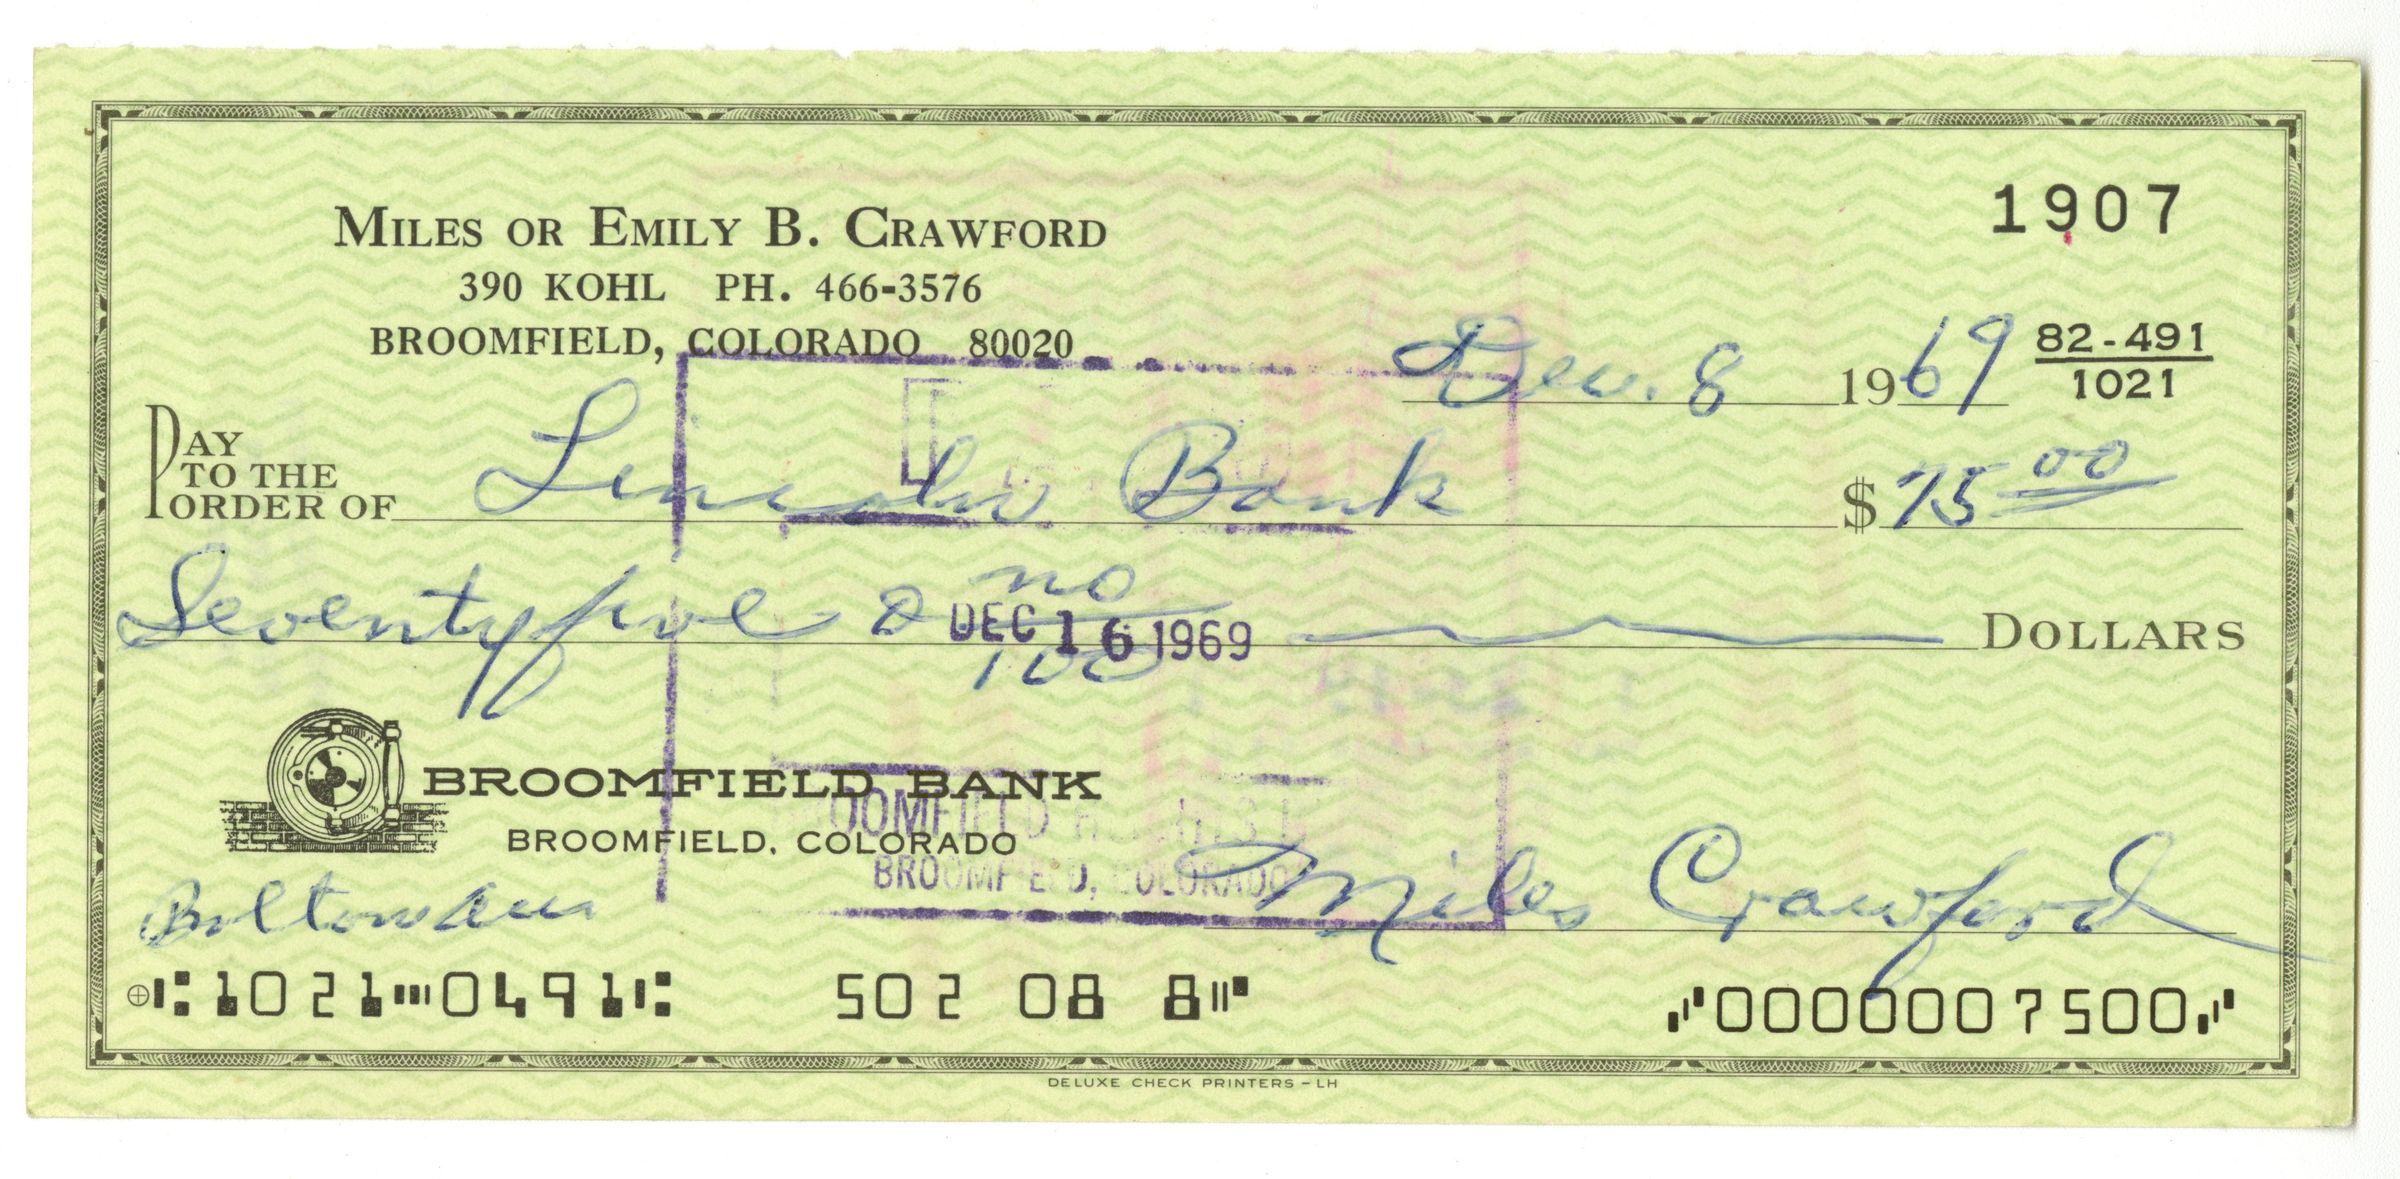 1907
MILES OR EMILY B. CRAWFORD
390 KOHL PH. 466-3576
BROOMFIELD, COLORADO 80020
Dec. 8 1969 82-491
1021
PAY TO THE ORDER OF Lincoln Bank $75 00
Seventyfive & no/100 DOLLARS
DEC 16 1969
BROOMFIELD BANK
BROOMFIELD, COLORADO
BROOMFIELD, COLORADO
Miles Crawford
1021 0491 502 08 8 0000007500
DELUXE CHECK PRINTERS - LH